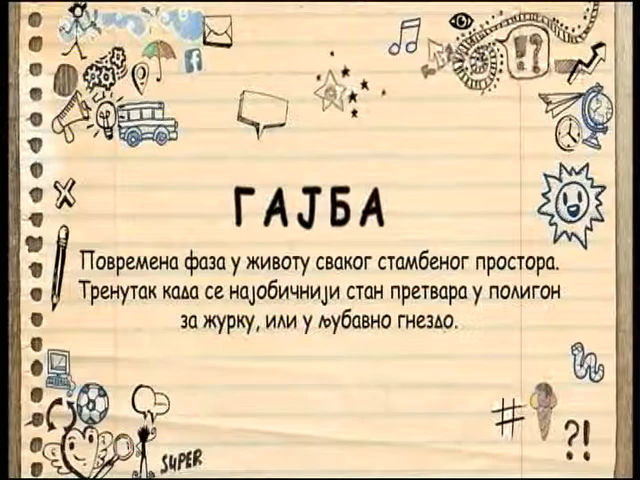 !?
ГАЈБА
Повремена фаза у животу сваког стамбеног простора.
Тренутак када се најобичнији стан претвара у полигон
за журку, или у љубавно гнездо.
#
?!
SUPER